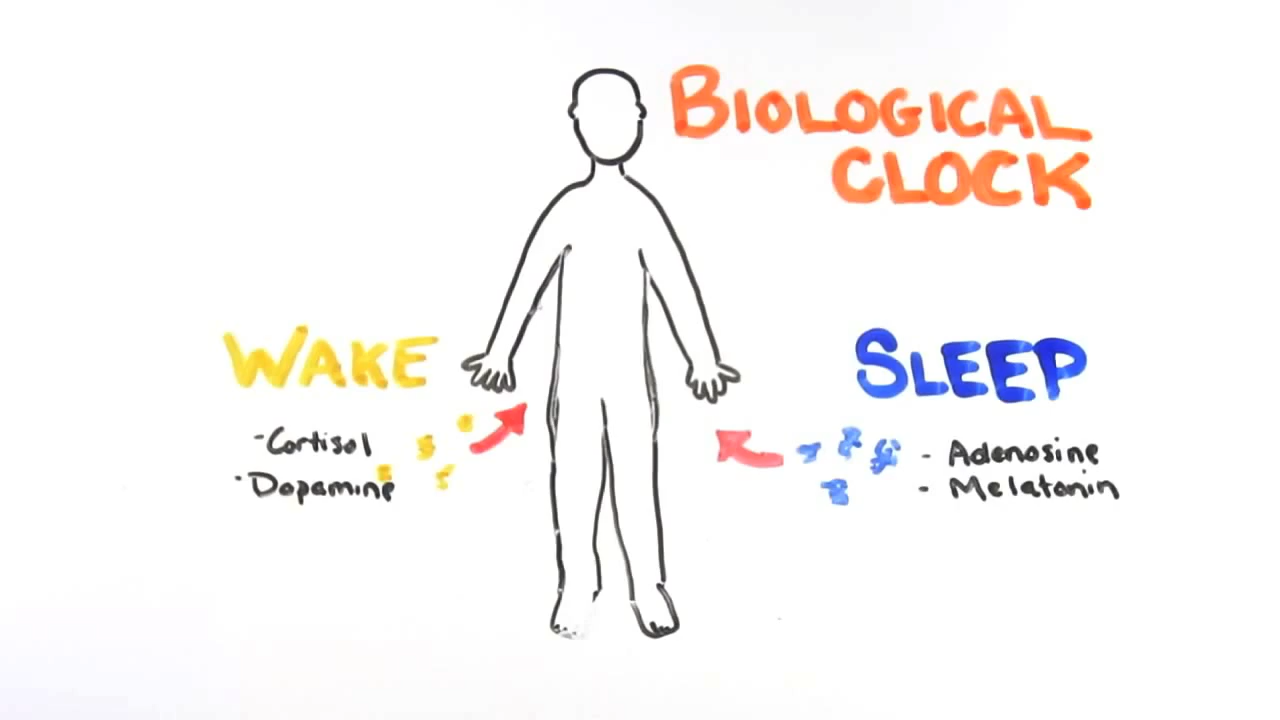 BIOLOGICAL
CLOCK
WAKE
-Cortisol
-Dopamine
SLEEP
- Adenosine
- Melatonin